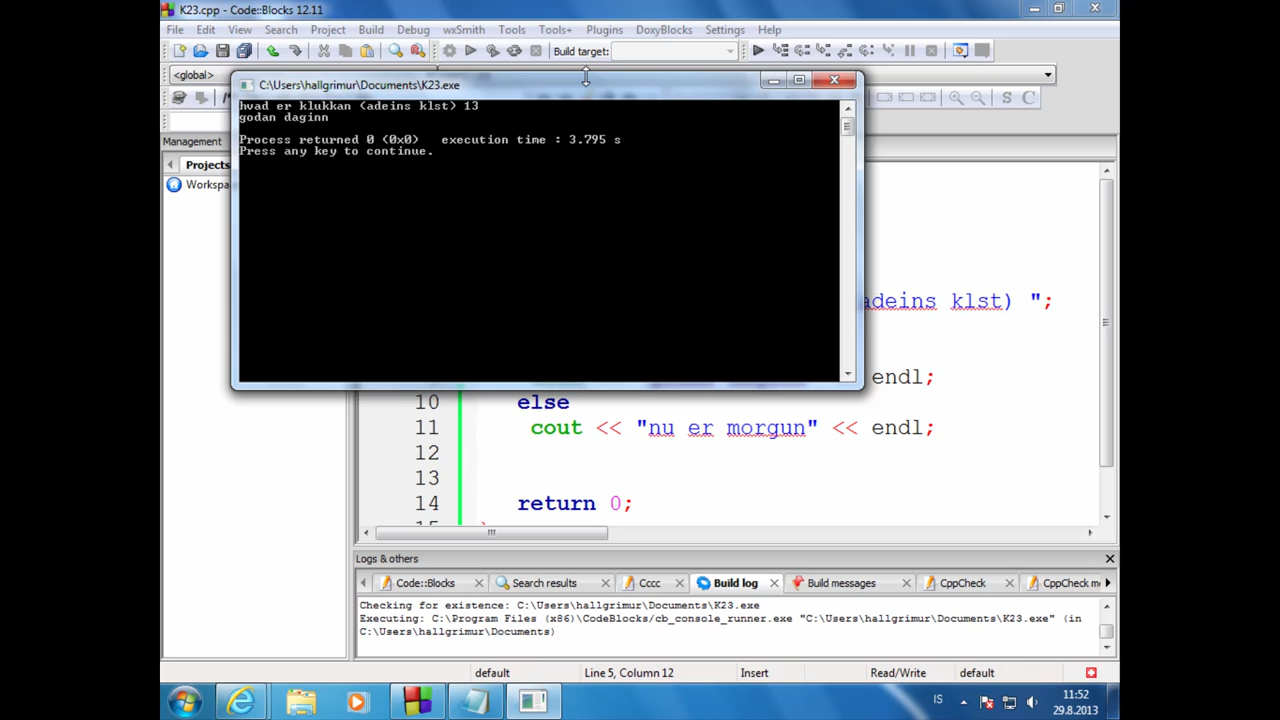 K23.cpp - Code::Blocks 12.11
File Edit View Search Project Build Debug wxSmith Tools Tools+ Plugins DoxyBlocks Settings Help
Build target:
<global>
C:\Users\hallgrimur\Documents\K23.exe
S C
hvad er klukkan (adeins klst) 13
godan daginn
Process returned 0 (0x0) execution time : 3.795 s
Press any key to continue.
Management
Projects
Workspa
adeins klst) ";
endl;
10 else
11 cout << "nu er morgun" << endl;
12
13
14 return 0;
15
Logs & others
Code::Blocks Search results Cccc Build log Build messages CppCheck CppCheck me
Checking for existence: C:\Users\hallgrimur\Documents\K23.exe
Executing: C:\Program Files (x86)\CodeBlocks/cb_console_runner.exe "C:\Users\hallgrimur\Documents\K23.exe" (in
C:\Users\hallgrimur\Documents)
default Line 5, Column 12 Insert Read/Write default
IS 11:52
29.8.2013